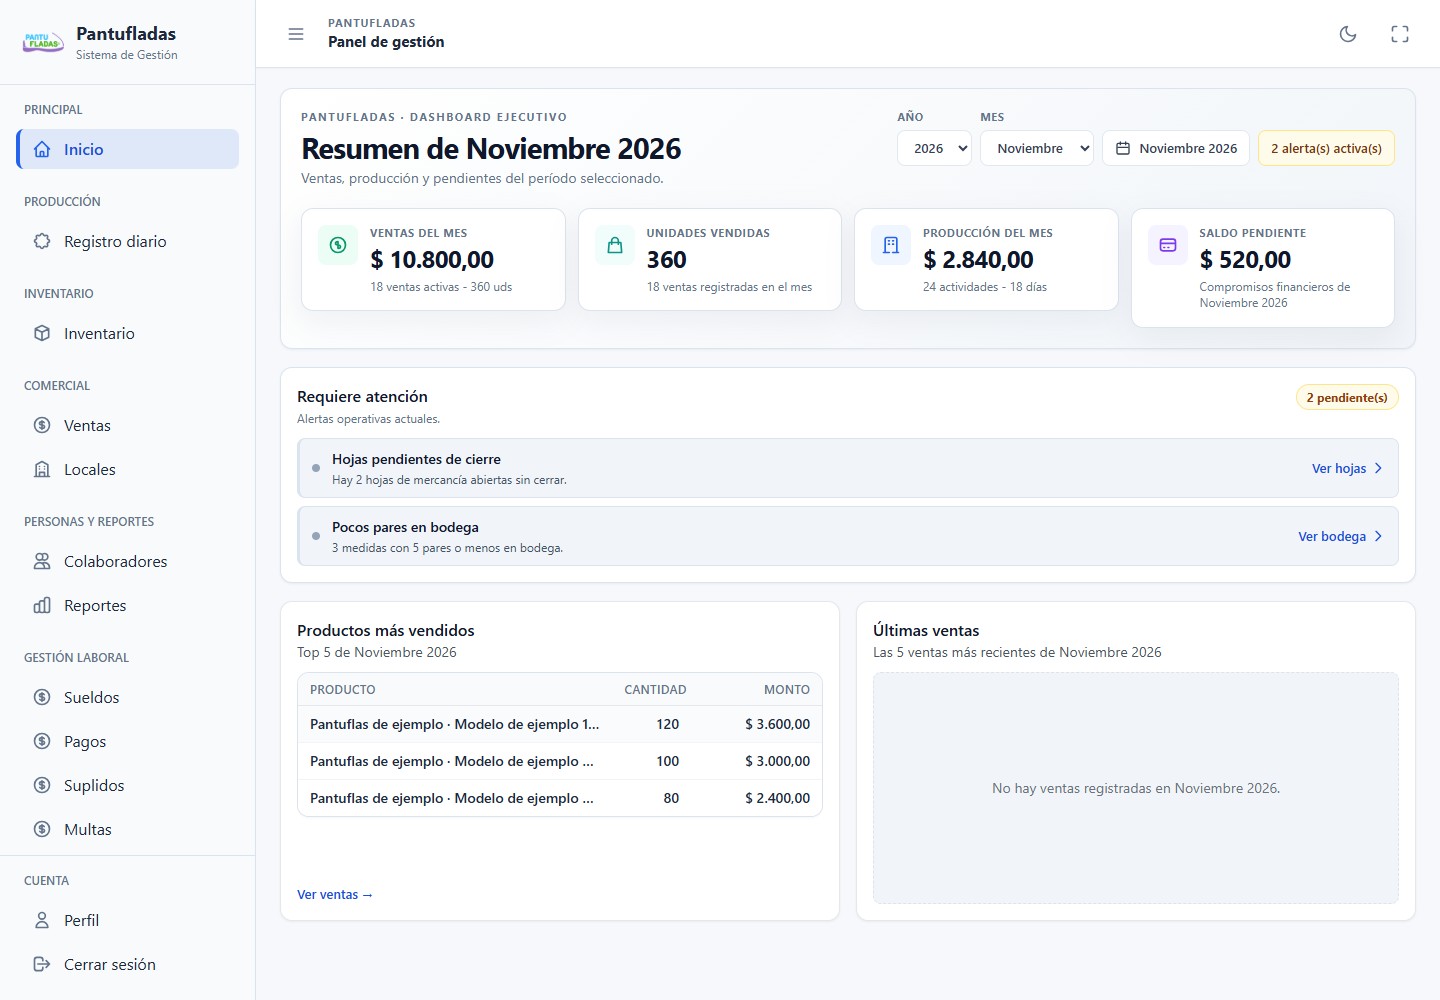 PANTU
FLADAS
Pantufladas
Sistema de Gestión
PRINCIPAL
Inicio
PRODUCCIÓN
Registro diario
INVENTARIO
Inventario
COMERCIAL
Ventas
Locales
PERSONAS Y REPORTES
Colaboradores
Reportes
GESTIÓN LABORAL
Sueldos
Pagos
Suplidos
Multas
CUENTA
Perfil
Cerrar sesión
PANTUFLADAS
Panel de gestión
PANTUFLADAS · DASHBOARD EJECUTIVO
Resumen de Noviembre 2026
Ventas, producción y pendientes del período seleccionado.
AÑO MES
2026 Noviembre Noviembre 2026 2 alerta(s) activa(s)
VENTAS DEL MES
$ 10.800,00
18 ventas activas - 360 uds
UNIDADES VENDIDAS
360
18 ventas registradas en el mes
PRODUCCIÓN DEL MES
$ 2.840,00
24 actividades - 18 días
SALDO PENDIENTE
$ 520,00
Compromisos financieros de
Noviembre 2026
Requiere atención
Alertas operativas actuales.
2 pendiente(s)
Hojas pendientes de cierre
Hay 2 hojas de mercancía abiertas sin cerrar.
Ver hojas
Pocos pares en bodega
3 medidas con 5 pares o menos en bodega.
Ver bodega
Productos más vendidos
Top 5 de Noviembre 2026
PRODUCTO CANTIDAD MONTO
Pantuflas de ejemplo · Modelo de ejemplo 1... 120 $ 3.600,00
Pantuflas de ejemplo · Modelo de ejemplo ... 100 $ 3.000,00
Pantuflas de ejemplo · Modelo de ejemplo ... 80 $ 2.400,00
Ver ventas →
Últimas ventas
Las 5 ventas más recientes de Noviembre 2026
No hay ventas registradas en Noviembre 2026.